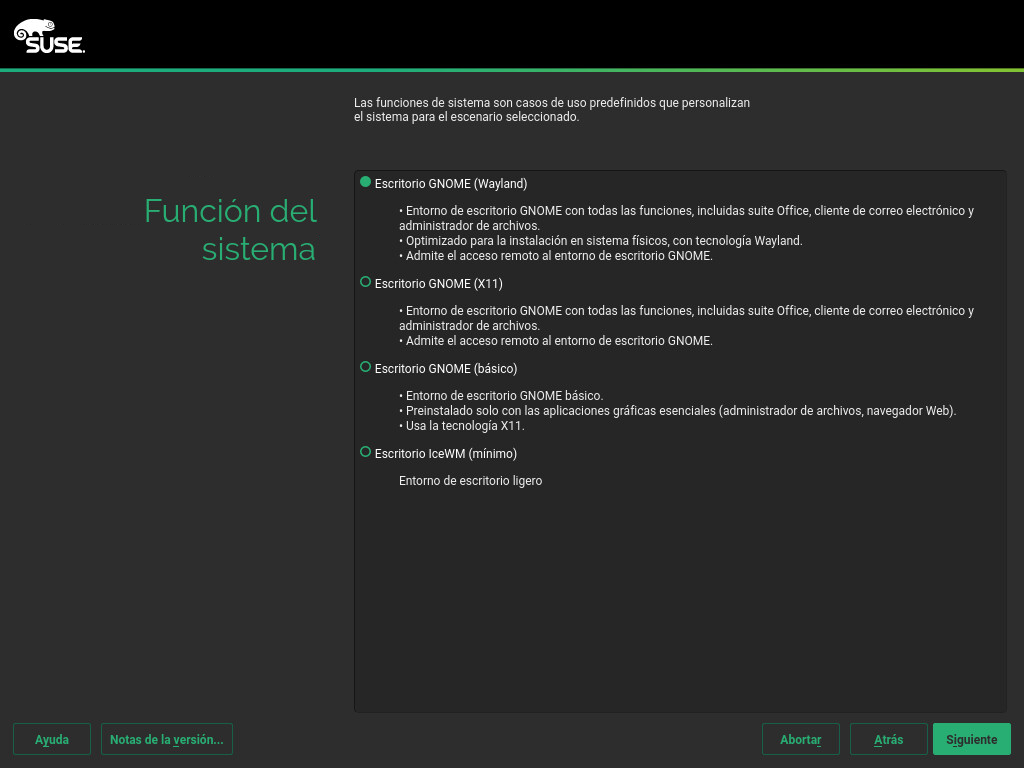 SUSE.
Las funciones de sistema son casos de uso predefinidos que personalizan
el sistema para el escenario seleccionado.
Función del
sistema
Escritorio GNOME (Wayland)
• Entorno de escritorio GNOME con todas las funciones, incluidas suite Office, cliente de correo electrónico y
administrador de archivos.
• Optimizado para la instalación en sistema físicos, con tecnología Wayland.
• Admite el acceso remoto al entorno de escritorio GNOME.
Escritorio GNOME (X11)
• Entorno de escritorio GNOME con todas las funciones, incluidas suite Office, cliente de correo electrónico y
administrador de archivos.
• Admite el acceso remoto al entorno de escritorio GNOME.
Escritorio GNOME (básico)
• Entorno de escritorio GNOME básico.
• Preinstalado solo con las aplicaciones gráficas esenciales (administrador de archivos, navegador Web).
• Usa la tecnología X11.
Escritorio IceWM (mínimo)
Entorno de escritorio ligero
Ayuda
Notas de la versión...
Abortar
Atrás
Siguiente